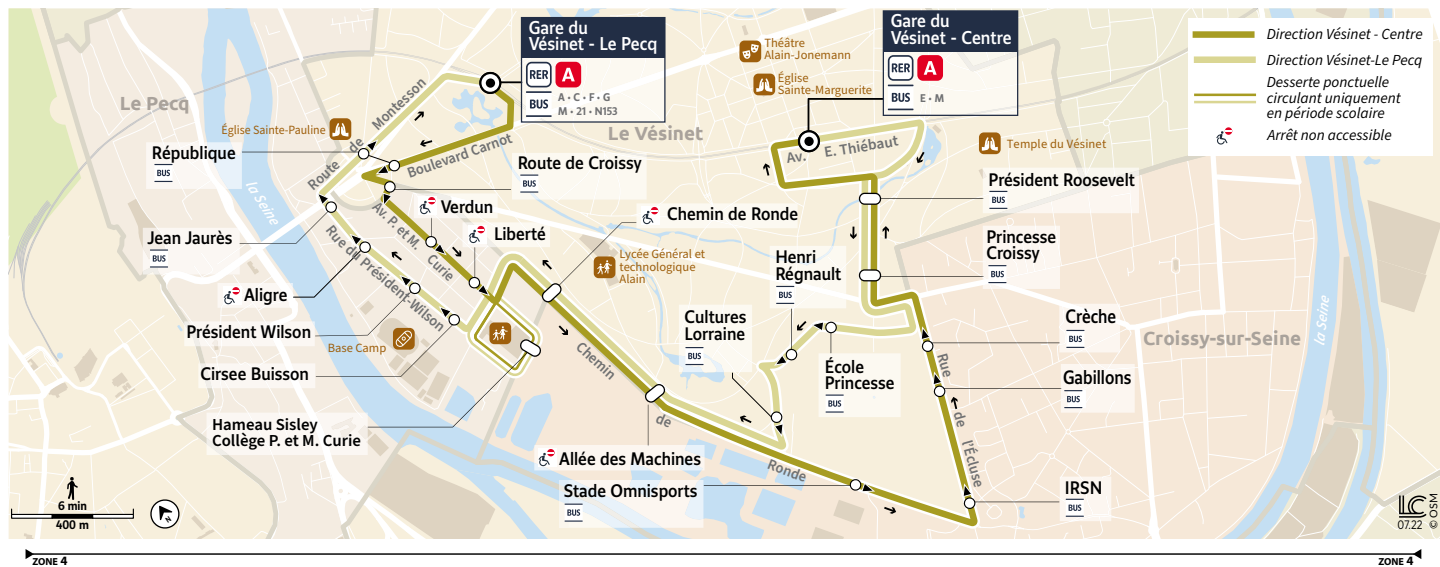 Gare du
Vésinet - Le Pecq
RER A
BUS A • C • F • G
M • 21 • N153
Gare du
Vésinet - Centre
RER A
BUS E • M
Direction Vésinet - Centre
Direction Vésinet-Le Pecq
Desserte ponctuelle
circulant uniquement
en période scolaire
Arrêt non accessible
Théâtre
Alain-Jonemann
Église
Sainte-Marguerite
Le Pecq
Le Vésinet
Croissy-sur-Seine
Église Sainte-Pauline
Temple du Vésinet
Route de Montesson
Boulevard Carnot
Av. E. Thiébaut
République
BUS
Route de Croissy
BUS
Verdun
Liberté
Chemin de Ronde
Av. P. et M. Curie
Président Roosevelt
BUS
Princesse
Croissy
BUS
Henri
Régnault
BUS
Lycée Général et
technologique
Alain
la Seine
Jean Jaurès
BUS
Rue du Président-Wilson
Aligre
Président Wilson
Base Camp
Cirsee Buisson
Hameau Sisley
Collège P. et M. Curie
Cultures
Lorraine
BUS
École
Princesse
BUS
Crèche
BUS
Gabillons
BUS
Chemin de Ronde
Rue de l'Écluse
Allée des Machines
Stade Omnisports
BUS
IRSN
BUS
la Seine
6 min
400 m
LC
07.22
© OSM
ZONE 4
ZONE 4